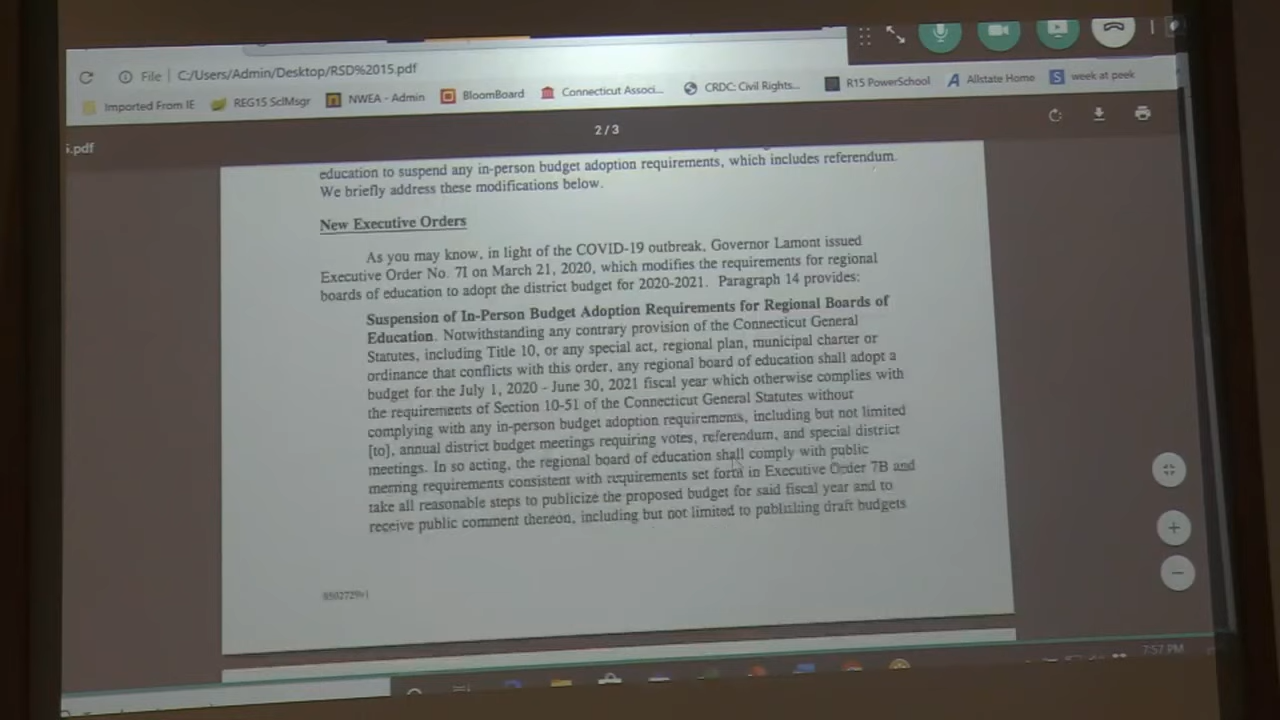 File | C:/Users/Admin/Desktop/RSD%2015.pdf
Imported From IE REG15 SclMsgr NWEA - Admin BloomBoard Connecticut Associ... CRDC: Civil Rights... R15 PowerSchool Allstate Home S week at peek
.pdf 2 / 3
education to suspend any in-person budget adoption requirements, which includes referendum.
We briefly address these modifications below.
New Executive Orders
As you may know, in light of the COVID-19 outbreak, Governor Lamont issued
Executive Order No. 7I on March 21, 2020, which modifies the requirements for regional
boards of education to adopt the district budget for 2020-2021. Paragraph 14 provides:
Suspension of In-Person Budget Adoption Requirements for Regional Boards of
Education. Notwithstanding any contrary provision of the Connecticut General
Statutes, including Title 10, or any special act, regional plan, municipal charter or
ordinance that conflicts with this order, any regional board of education shall adopt a
budget for the July 1, 2020 - June 30, 2021 fiscal year which otherwise complies with
the requirements of Section 10-51 of the Connecticut General Statutes without
complying with any in-person budget adoption requirements, including but not limited
[to], annual district budget meetings requiring votes, referendum, and special district
meetings. In so acting, the regional board of education shall comply with public
meeting requirements consistent with requirements set forth in Executive Order 7B and
take all reasonable steps to publicize the proposed budget for said fiscal year and to
receive public comment thereon, including but not limited to publishing draft budgets
7:57 PM